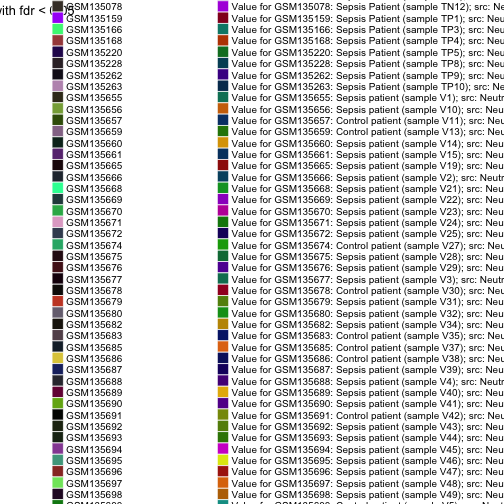 with fdr < 0.05
GSM135078 Value for GSM135078: Sepsis Patient (sample TN12); src: Ne
GSM135159 Value for GSM135159: Sepsis Patient (sample TP1); src: Neu
GSM135166 Value for GSM135166: Sepsis Patient (sample TP3); src: Neu
GSM135168 Value for GSM135168: Sepsis Patient (sample TP4); src: Neu
GSM135220 Value for GSM135220: Sepsis Patient (sample TP5); src: Neu
GSM135228 Value for GSM135228: Sepsis Patient (sample TP8); src: Neu
GSM135262 Value for GSM135262: Sepsis Patient (sample TP9); src: Neu
GSM135263 Value for GSM135263: Sepsis Patient (sample TP10); src: Ne
GSM135655 Value for GSM135655: Sepsis patient (sample V1); src: Neutr
GSM135656 Value for GSM135656: Sepsis patient (sample V10); src: Neu
GSM135657 Value for GSM135657: Control patient (sample V11); src: Neu
GSM135659 Value for GSM135659: Control patient (sample V13); src: Neu
GSM135660 Value for GSM135660: Sepsis patient (sample V14); src: Neu
GSM135661 Value for GSM135661: Sepsis patient (sample V15); src: Neu
GSM135665 Value for GSM135665: Sepsis patient (sample V19); src: Neu
GSM135666 Value for GSM135666: Sepsis patient (sample V2); src: Neutr
GSM135668 Value for GSM135668: Sepsis patient (sample V21); src: Neu
GSM135669 Value for GSM135669: Sepsis patient (sample V22); src: Neu
GSM135670 Value for GSM135670: Sepsis patient (sample V23); src: Neu
GSM135671 Value for GSM135671: Sepsis patient (sample V24); src: Neu
GSM135672 Value for GSM135672: Sepsis patient (sample V25); src: Neu
GSM135674 Value for GSM135674: Control patient (sample V27); src: Neu
GSM135675 Value for GSM135675: Sepsis patient (sample V28); src: Neu
GSM135676 Value for GSM135676: Sepsis patient (sample V29); src: Neu
GSM135677 Value for GSM135677: Sepsis patient (sample V3); src: Neutr
GSM135678 Value for GSM135678: Control patient (sample V30); src: Neu
GSM135679 Value for GSM135679: Sepsis patient (sample V31); src: Neu
GSM135680 Value for GSM135680: Sepsis patient (sample V32); src: Neu
GSM135682 Value for GSM135682: Sepsis patient (sample V34); src: Neu
GSM135683 Value for GSM135683: Control patient (sample V35); src: Neu
GSM135685 Value for GSM135685: Control patient (sample V37); src: Neu
GSM135686 Value for GSM135686: Control patient (sample V38); src: Neu
GSM135687 Value for GSM135687: Sepsis patient (sample V39); src: Neu
GSM135688 Value for GSM135688: Sepsis patient (sample V4); src: Neutr
GSM135689 Value for GSM135689: Sepsis patient (sample V40); src: Neu
GSM135690 Value for GSM135690: Sepsis patient (sample V41); src: Neu
GSM135691 Value for GSM135691: Control patient (sample V42); src: Neu
GSM135692 Value for GSM135692: Sepsis patient (sample V43); src: Neu
GSM135693 Value for GSM135693: Sepsis patient (sample V44); src: Neu
GSM135694 Value for GSM135694: Sepsis patient (sample V45); src: Neu
GSM135695 Value for GSM135695: Sepsis patient (sample V46); src: Neu
GSM135696 Value for GSM135696: Sepsis patient (sample V47); src: Neu
GSM135697 Value for GSM135697: Sepsis patient (sample V48); src: Neu
GSM135698 Value for GSM135698: Sepsis patient (sample V49); src: Neu